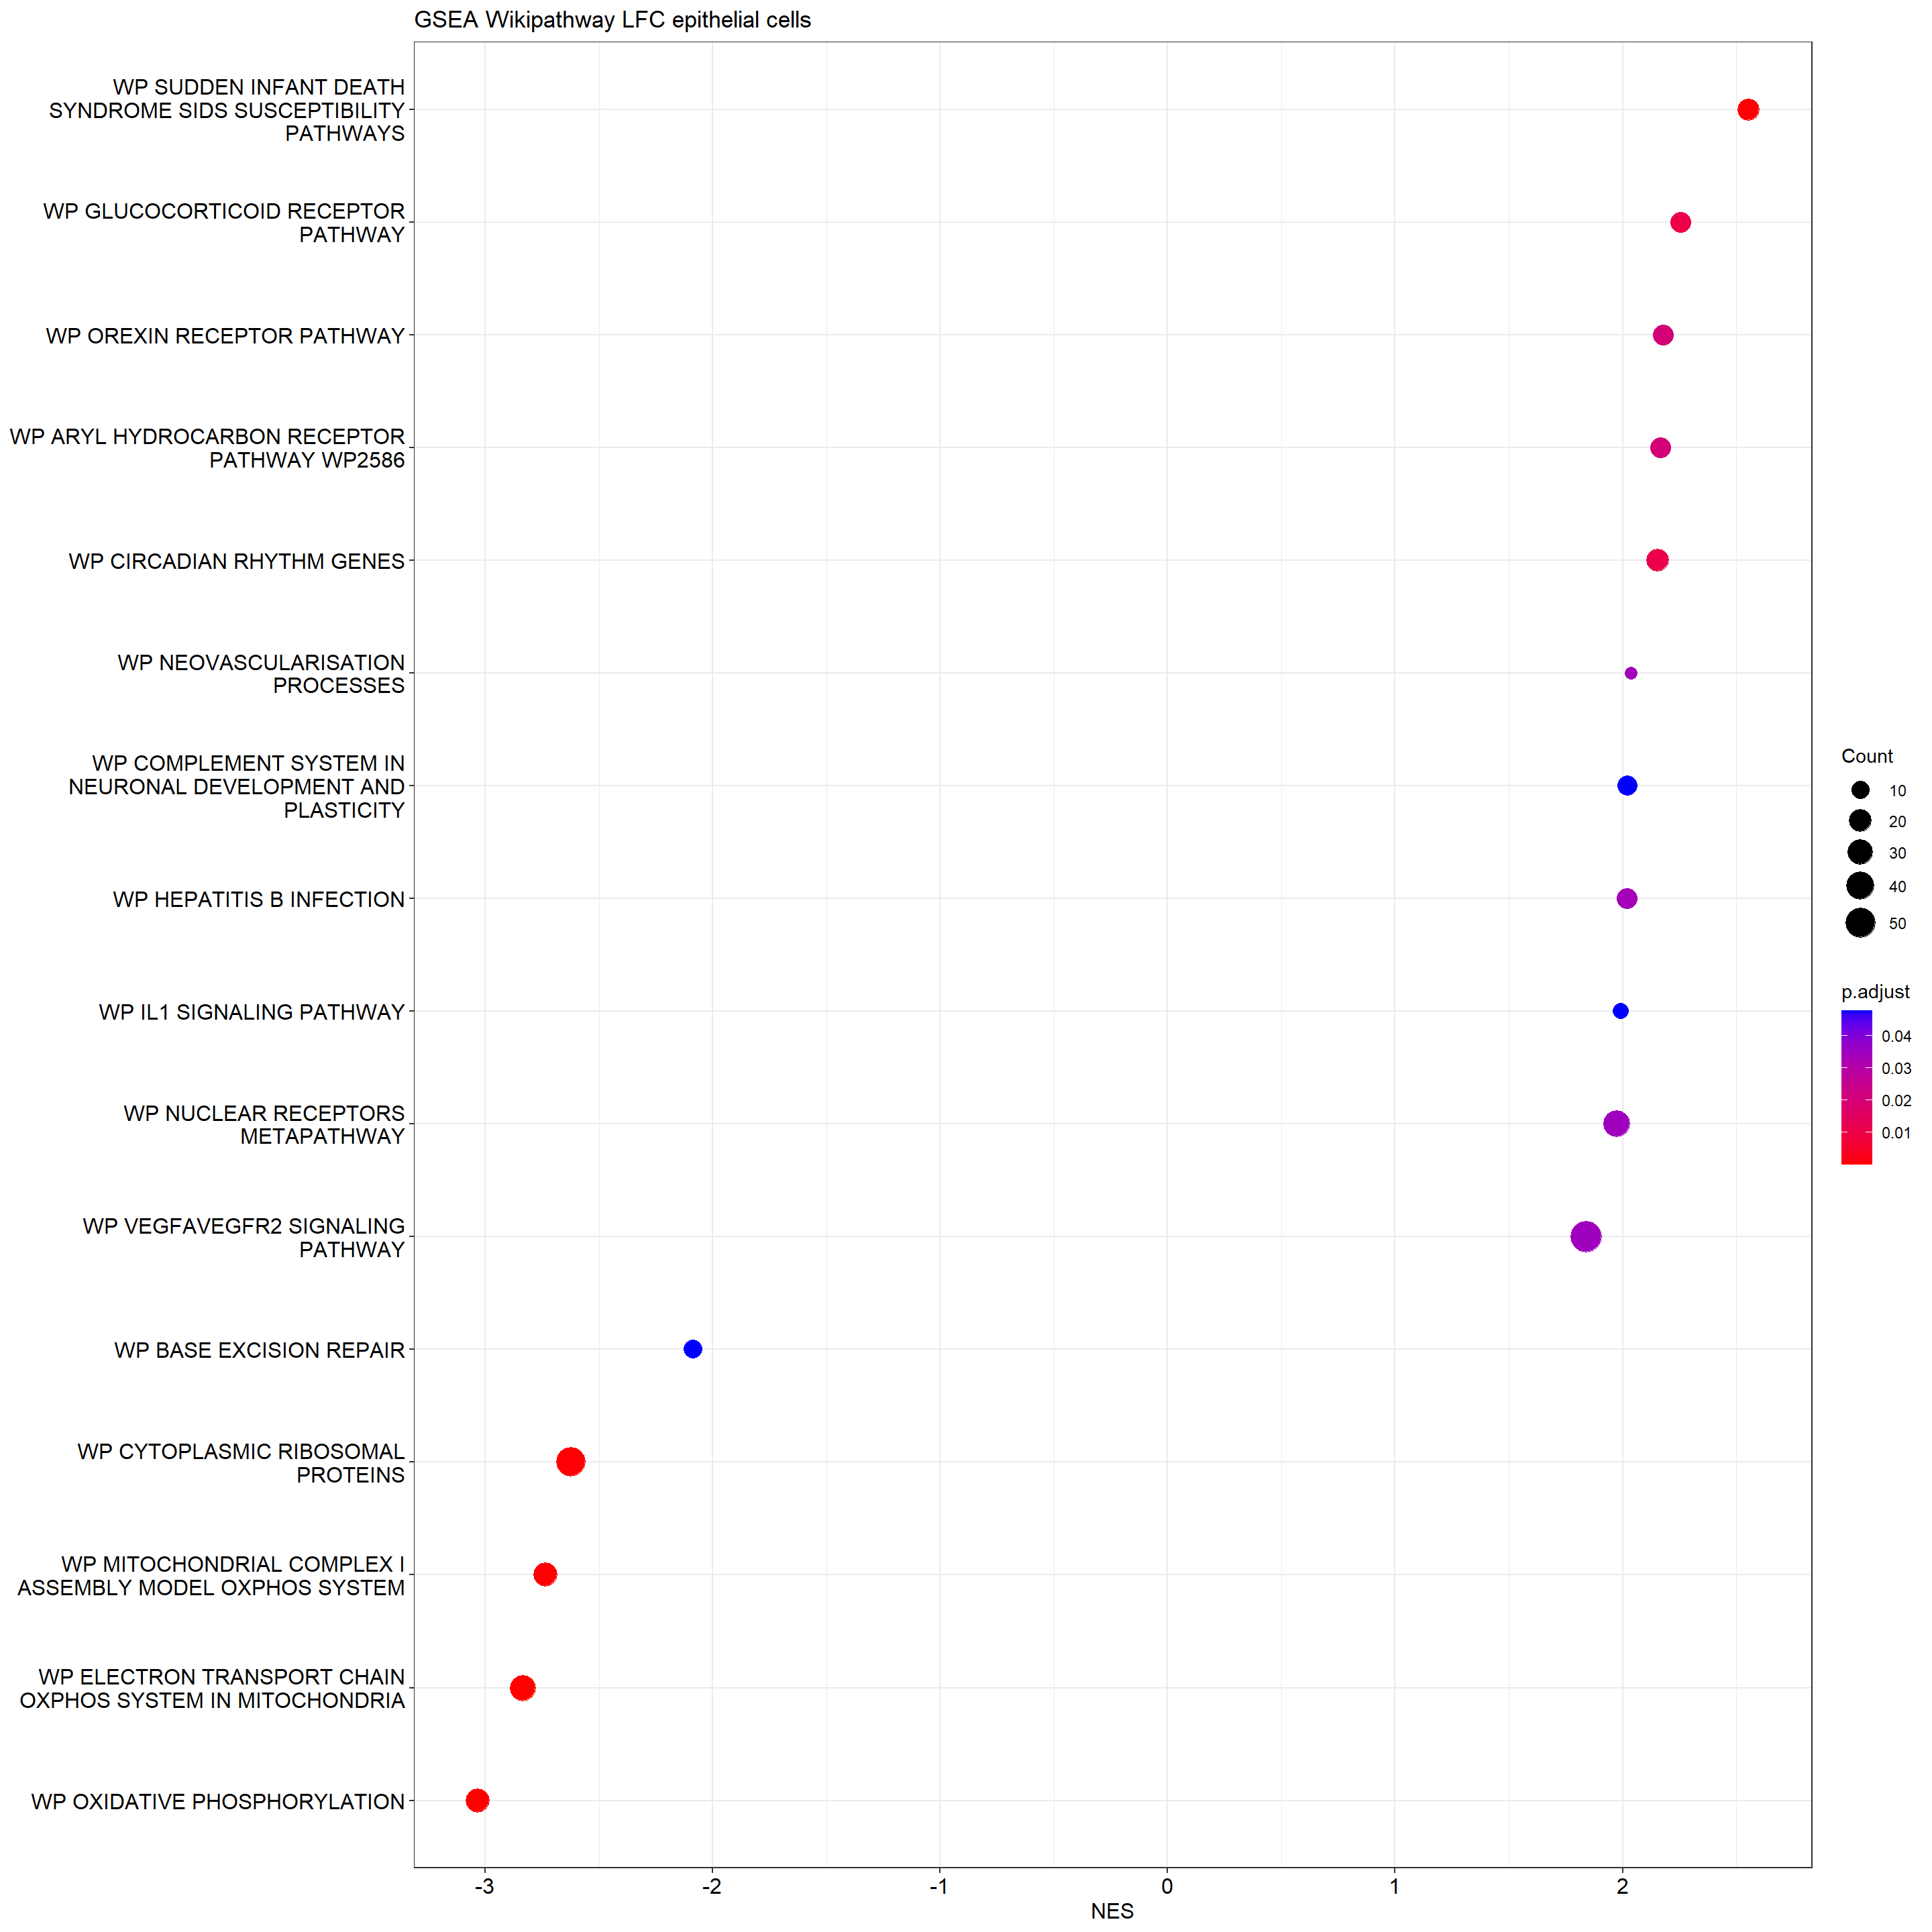 GSEA Wikipathway LFC epithelial cells
WP SUDDEN INFANT DEATH
SYNDROME SIDS SUSCEPTIBILITY
PATHWAYS
WP GLUCOCORTICOID RECEPTOR
PATHWAY
WP OREXIN RECEPTOR PATHWAY
WP ARYL HYDROCARBON RECEPTOR
PATHWAY WP2586
WP CIRCADIAN RHYTHM GENES
WP NEOVASCULARISATION
PROCESSES
WP COMPLEMENT SYSTEM IN
NEURONAL DEVELOPMENT AND
PLASTICITY
WP HEPATITIS B INFECTION
WP IL1 SIGNALING PATHWAY
WP NUCLEAR RECEPTORS
METAPATHWAY
WP VEGFAVEGFR2 SIGNALING
PATHWAY
WP BASE EXCISION REPAIR
WP CYTOPLASMIC RIBOSOMAL
PROTEINS
WP MITOCHONDRIAL COMPLEX I
ASSEMBLY MODEL OXPHOS SYSTEM
WP ELECTRON TRANSPORT CHAIN
OXPHOS SYSTEM IN MITOCHONDRIA
WP OXIDATIVE PHOSPHORYLATION
-3 -2 -1 0 1 2
NES
Count
10
20
30
40
50
p.adjust
0.04
0.03
0.02
0.01